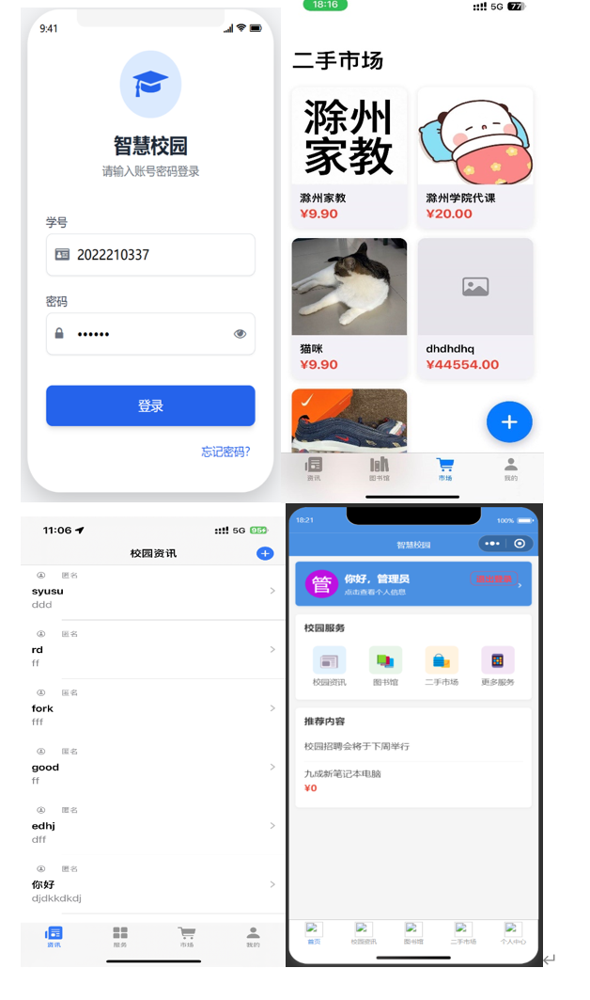 9:41
智慧校园
请输入账号密码登录
学号
2022210337
密码
••••••
登录
忘记密码?
18:16
5G 77
二手市场
滁州
家教
滁州家教
¥9.90
滁州学院代课
¥20.00
猫咪
¥9.90
dhdhdhq
¥44554.00
资讯 图书馆 市场 我的
11:06 5G 95+
校园资讯
匿名
syusu
ddd
匿名
rd
ff
匿名
fork
fff
匿名
good
ff
匿名
edhj
dff
匿名
你好
djdkkdkdj
资讯 服务 市场 我的
18:21 100%
智慧校园
管
你好，管理员
点击查看个人信息
校园服务
校园资讯 图书馆 二手市场 更多服务
推荐内容
校园招聘会将于下周举行
九成新笔记本电脑
¥0
首页 校园资讯 图书馆 二手市场 个人中心